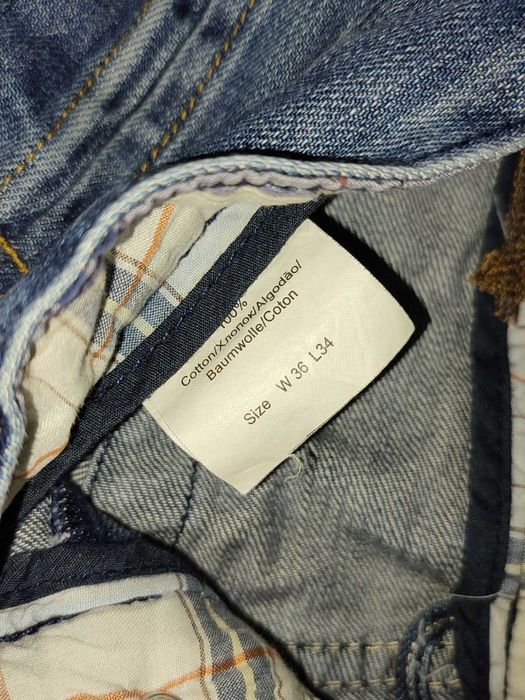 100%
Cotton/Хлопок/Algodão/
Baumwolle/Coton
Size W 36 L34